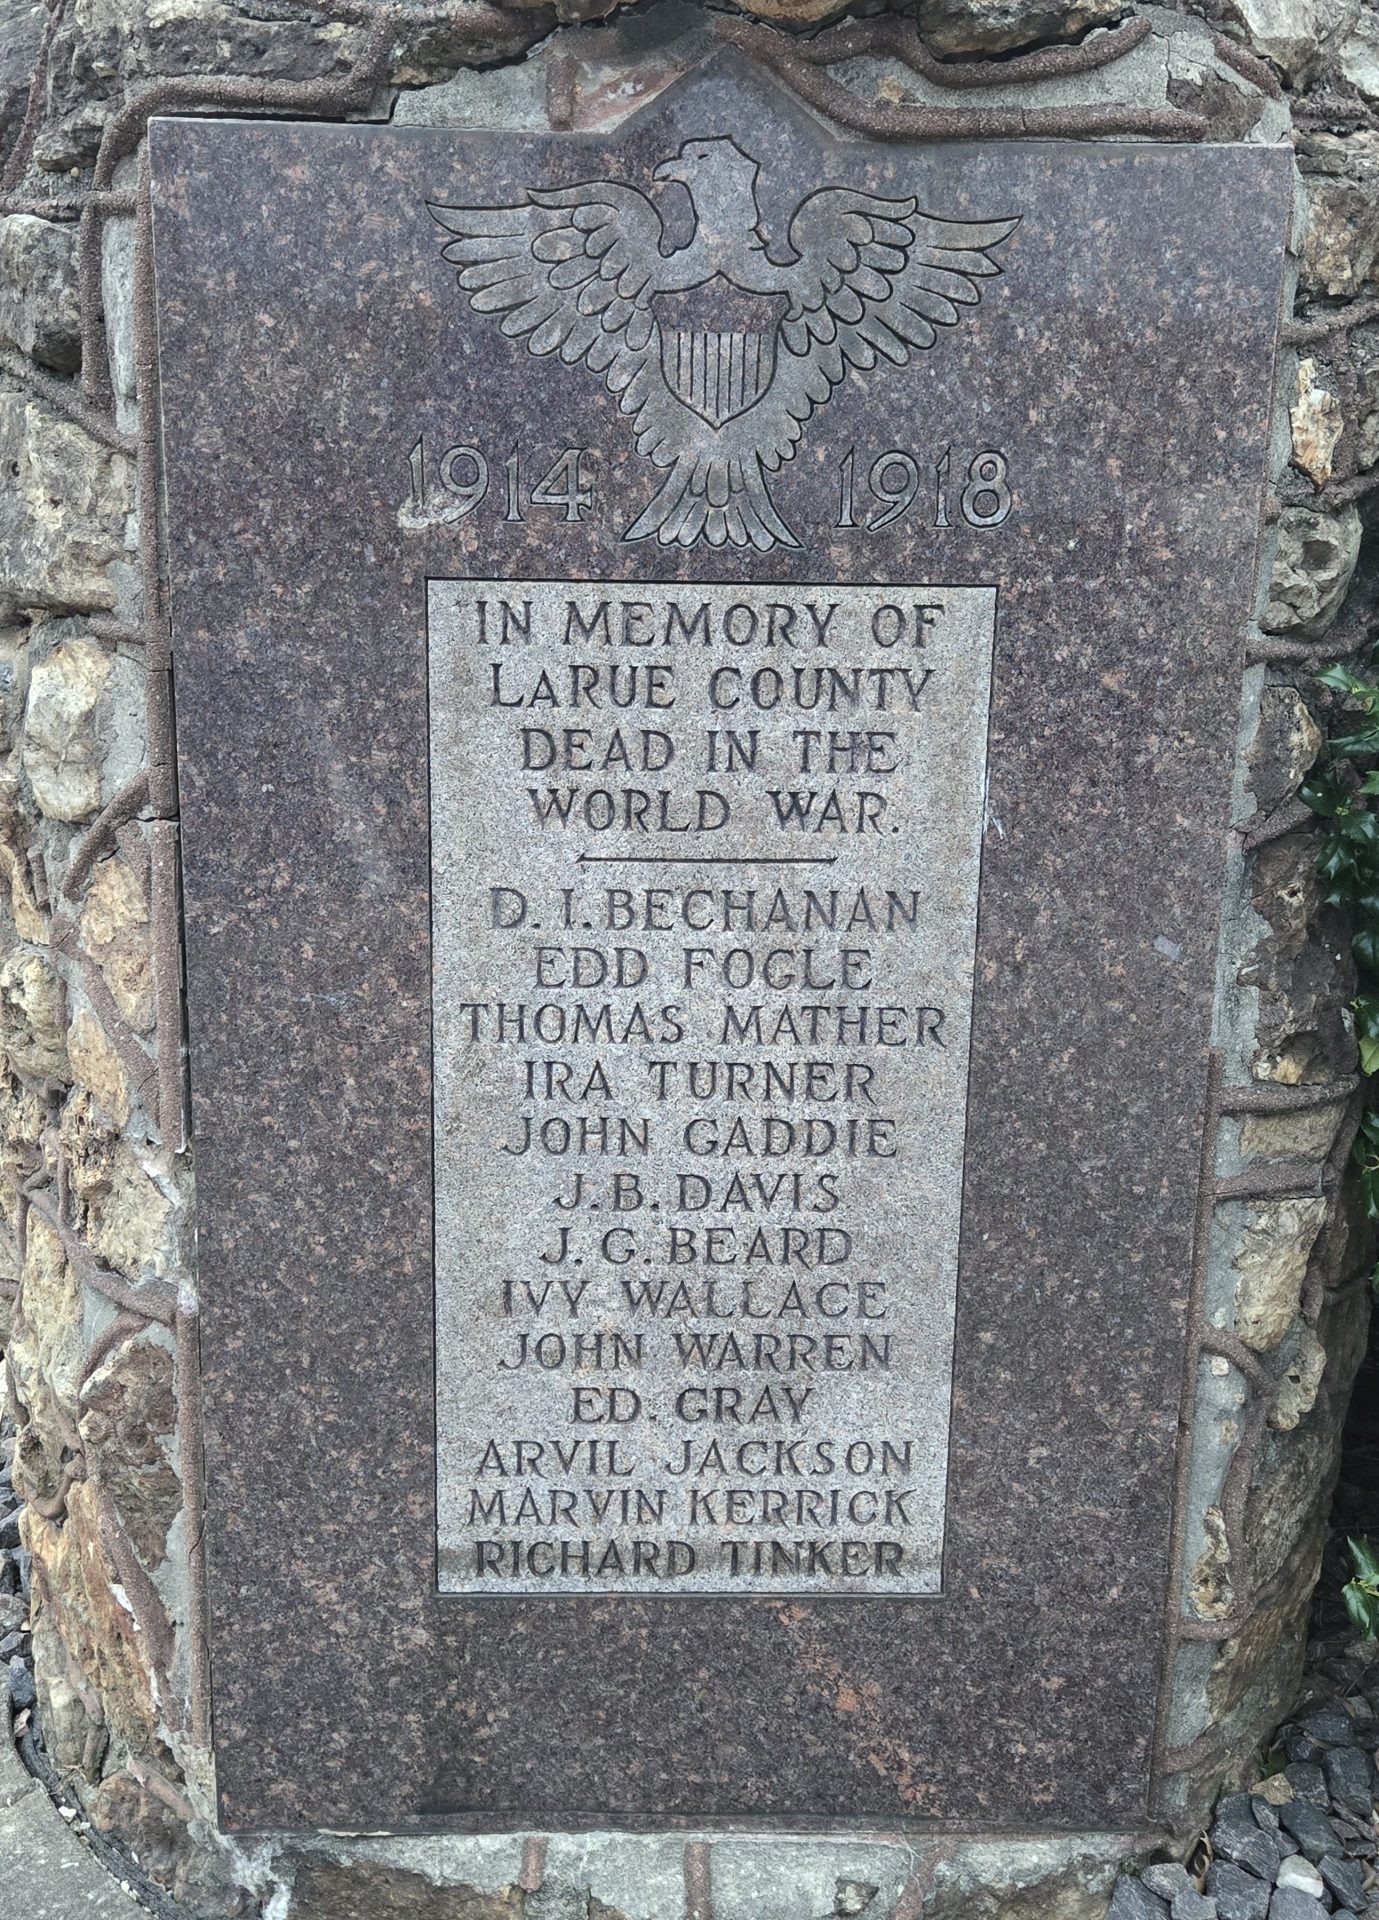 1914 1918
IN MEMORY OF
LARUE COUNTY
DEAD IN THE
WORLD WAR.
D. I. BECHANAN
EDD FOGLE
THOMAS MATHER
IRA TURNER
JOHN GADDIE
J. B. DAVIS
J. G. BEARD
IVY WALLACE
JOHN WARREN
ED. GRAY
ARVIL JACKSON
MARVIN KERRICK
RICHARD TINKER